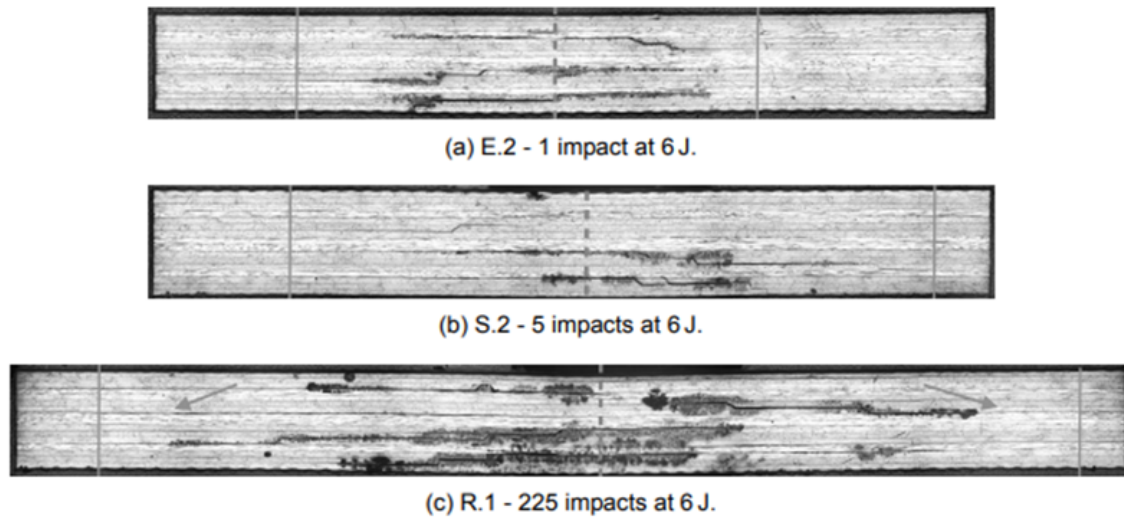 (a) E.2 - 1 impact at 6 J.
(b) S.2 - 5 impacts at 6 J.
(c) R.1 - 225 impacts at 6 J.